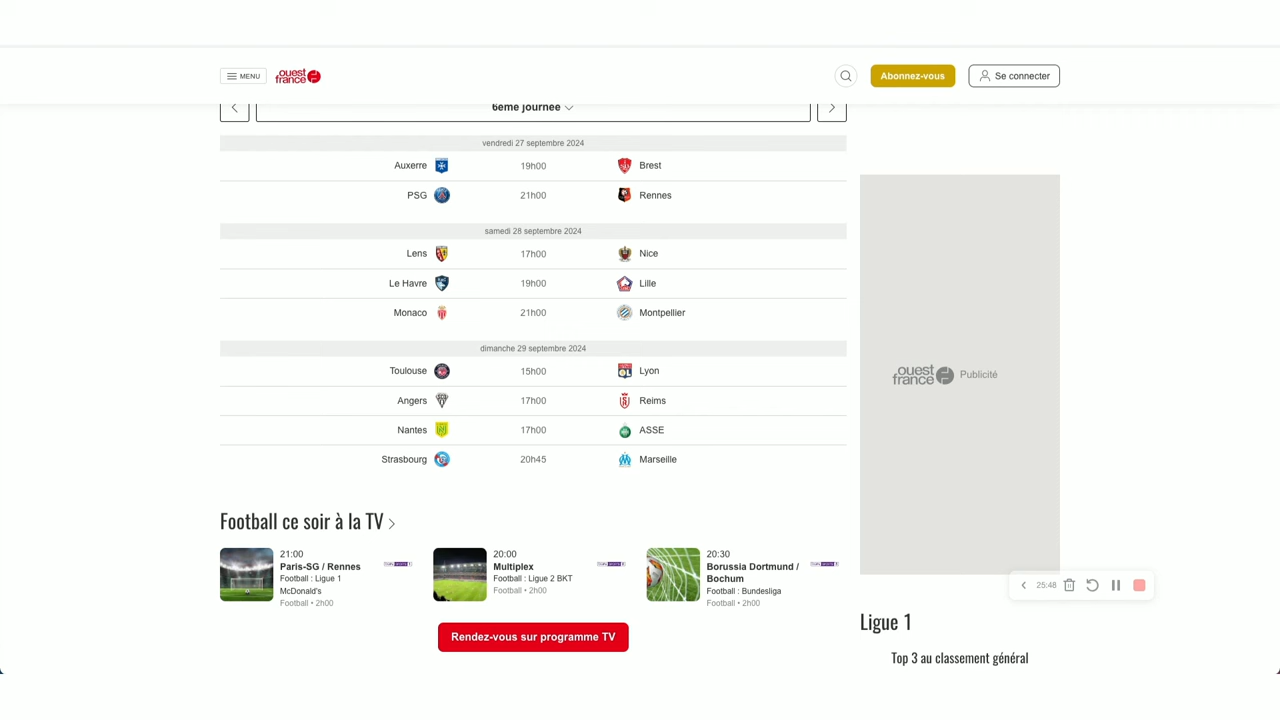 MENU
ouest
france
Abonnez-vous
Se connecter
6ème journée
vendredi 27 septembre 2024
Auxerre 19h00 Brest
PSG 21h00 Rennes
samedi 28 septembre 2024
Lens 17h00 Nice
Le Havre 19h00 Lille
Monaco 21h00 Montpellier
dimanche 29 septembre 2024
Toulouse 15h00 Lyon
Angers 17h00 Reims
Nantes 17h00 ASSE
Strasbourg 20h45 Marseille
ouest
france
Publicité
Football ce soir à la TV
21:00
Paris-SG / Rennes
Football : Ligue 1
McDonald's
Football • 2h00
20:00
Multiplex
Football : Ligue 2 BKT
Football • 2h00
20:30
Borussia Dortmund /
Bochum
Football : Bundesliga
Football • 2h00
Rendez-vous sur programme TV
25:48
Ligue 1
Top 3 au classement général